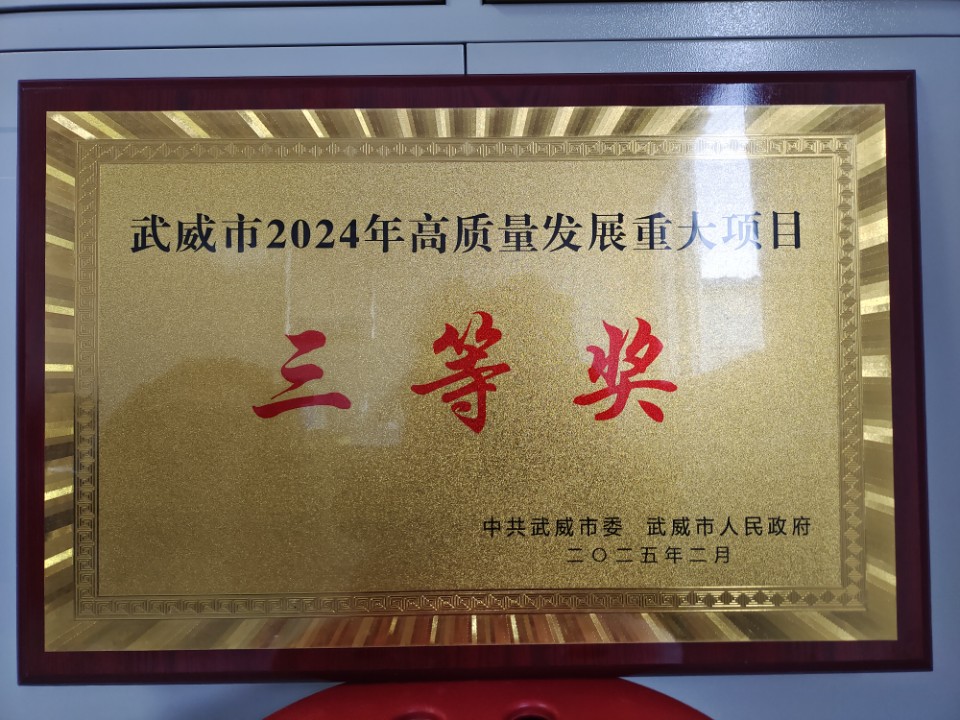 武威市2024年高质量发展重大项目
三等奖
中共武威市委 武威市人民政府
二〇二五年二月